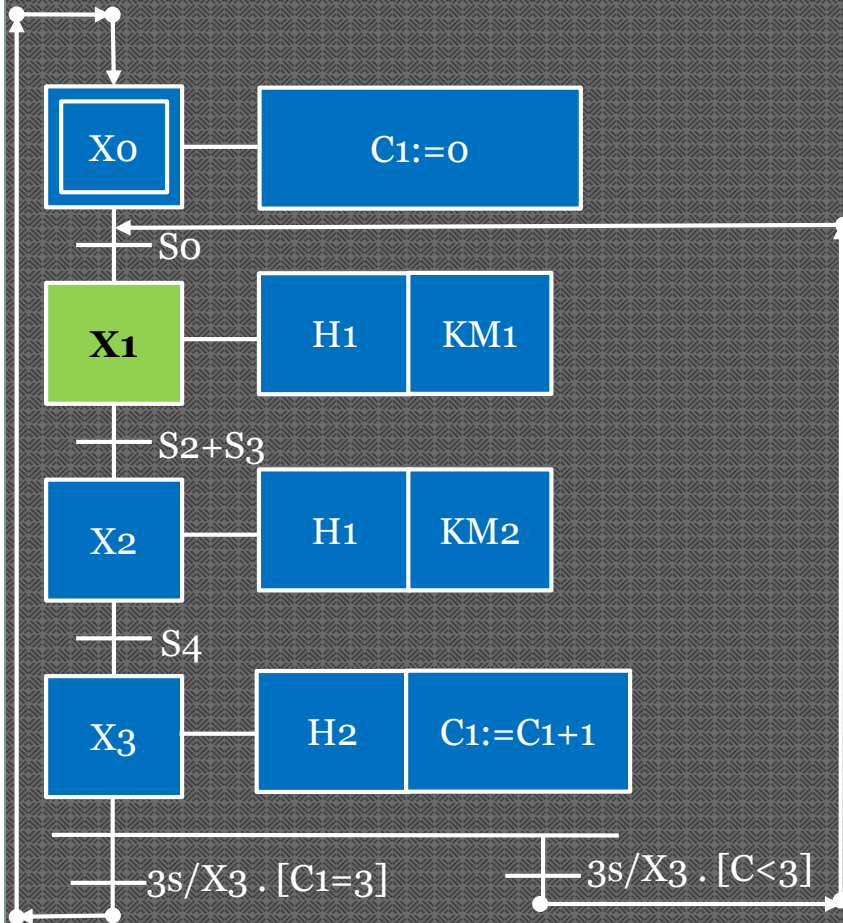 X0
C1:=0
S0
X1
H1
KM1
S2+S3
X2
H1
KM2
S4
X3
H2
C1:=C1+1
3s/X3 . [C1=3]
3s/X3 . [C<3]